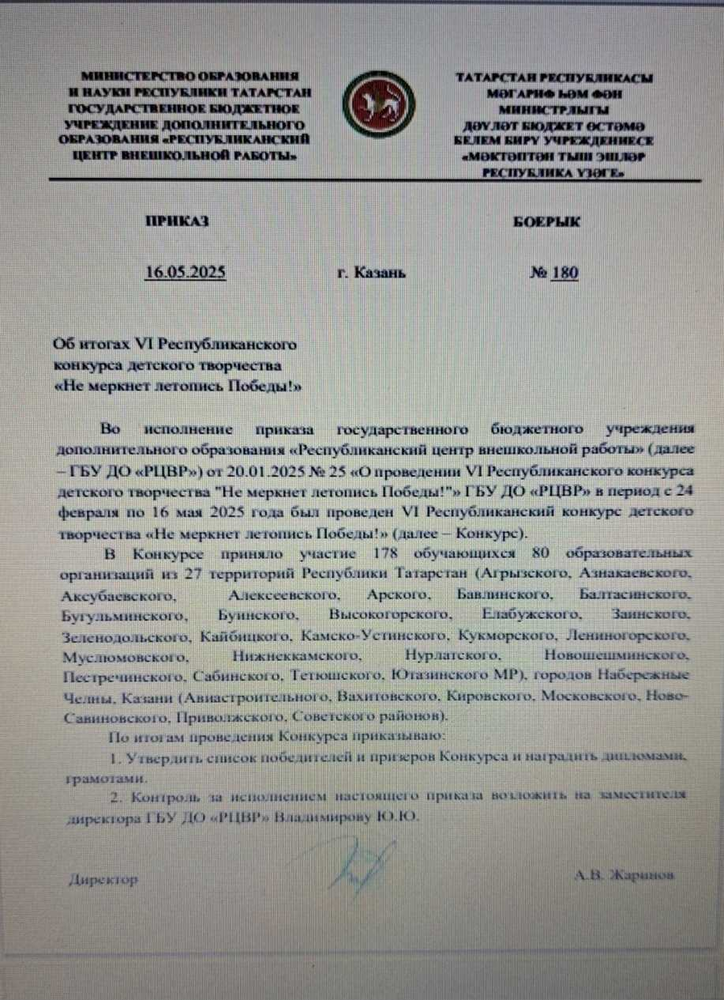 МИНИСТЕРСТВО ОБРАЗОВАНИЯ
И НАУКИ РЕСПУБЛИКИ ТАТАРСТАН
ГОСУДАРСТВЕННОЕ БЮДЖЕТНОЕ
УЧРЕЖДЕНИЕ ДОПОЛНИТЕЛЬНОГО
ОБРАЗОВАНИЯ «РЕСПУБЛИКАНСКИЙ
ЦЕНТР ВНЕШКОЛЬНОЙ РАБОТЫ»
ТАТАРСТАН РЕСПУБЛИКАСЫ
МӘГАРИФ ҺӘМ ФӘН
МИНИСТРЛЫГЫ
ДӘҮЛӘТ БЮДЖЕТ ӨСТӘМӘ
БЕЛЕМ БИРҮ УЧРЕЖДЕНИЕСЕ
«МӘКТӘПТӘН ТЫШ ЭШЛӘР
РЕСПУБЛИКА ҮЗӘГЕ»
ПРИКАЗ
БОЕРЫК
16.05.2025 г. Казань № 180
Об итогах VI Республиканского
конкурса детского творчества
«Не меркнет летопись Победы!»
Во исполнение приказа государственного бюджетного учреждения
дополнительного образования «Республиканский центр внешкольной работы» (далее
– ГБУ ДО «РЦВР») от 20.01.2025 № 25 «О проведении VI Республиканского конкурса
детского творчества "Не меркнет летопись Победы!"» ГБУ ДО «РЦВР» в период с 24
февраля по 16 мая 2025 года был проведен VI Республиканский конкурс детского
творчества «Не меркнет летопись Победы!» (далее – Конкурс).
В Конкурсе приняло участие 178 обучающихся 80 образовательных
организаций из 27 территорий Республики Татарстан (Агрызского, Азнакаевского,
Аксубаевского, Алексеевского, Арского, Бавлинского, Балтасинского,
Бугульминского, Буинского, Высокогорского, Елабужского, Заинского,
Зеленодольского, Кайбицкого, Камско-Устинского, Кукморского, Лениногорского,
Муслюмовского, Нижнеккамского, Нурлатского, Новошешминского,
Пестречинского, Сабинского, Тетюшского, Ютазинского МР), городов Набережные
Челны, Казани (Авиастроительного, Вахитовского, Кировского, Московского, Ново-
Савиновского, Приволжского, Советского районов).
По итогам проведения Конкурса приказываю:
1. Утвердить список победителей и призеров Конкурса и наградить дипломами,
грамотами.
2. Контроль за исполнением настоящего приказа возложить на заместителя
директора ГБУ ДО «РЦВР» Владимирову Ю.Ю.
Директор А.В. Жаринов